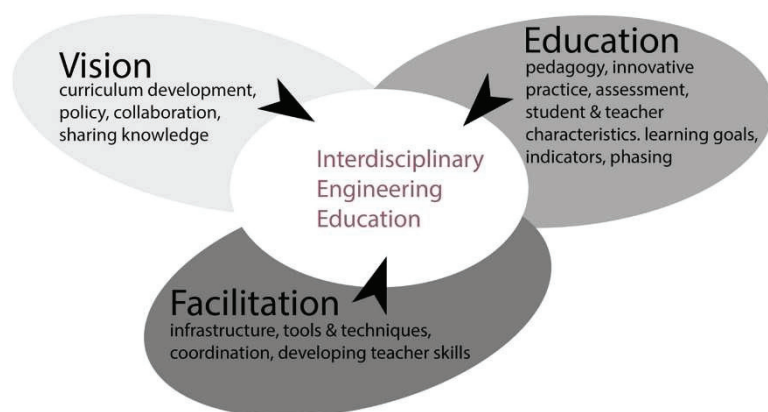 Vision
curriculum development,
policy, collaboration,
sharing knowledge
Education
pedagogy, innovative
practice, assessment,
student & teacher
characteristics. learning goals,
indicators, phasing
Interdisciplinary
Engineering
Education
Facilitation
infrastructure, tools & techniques,
coordination, developing teacher skills